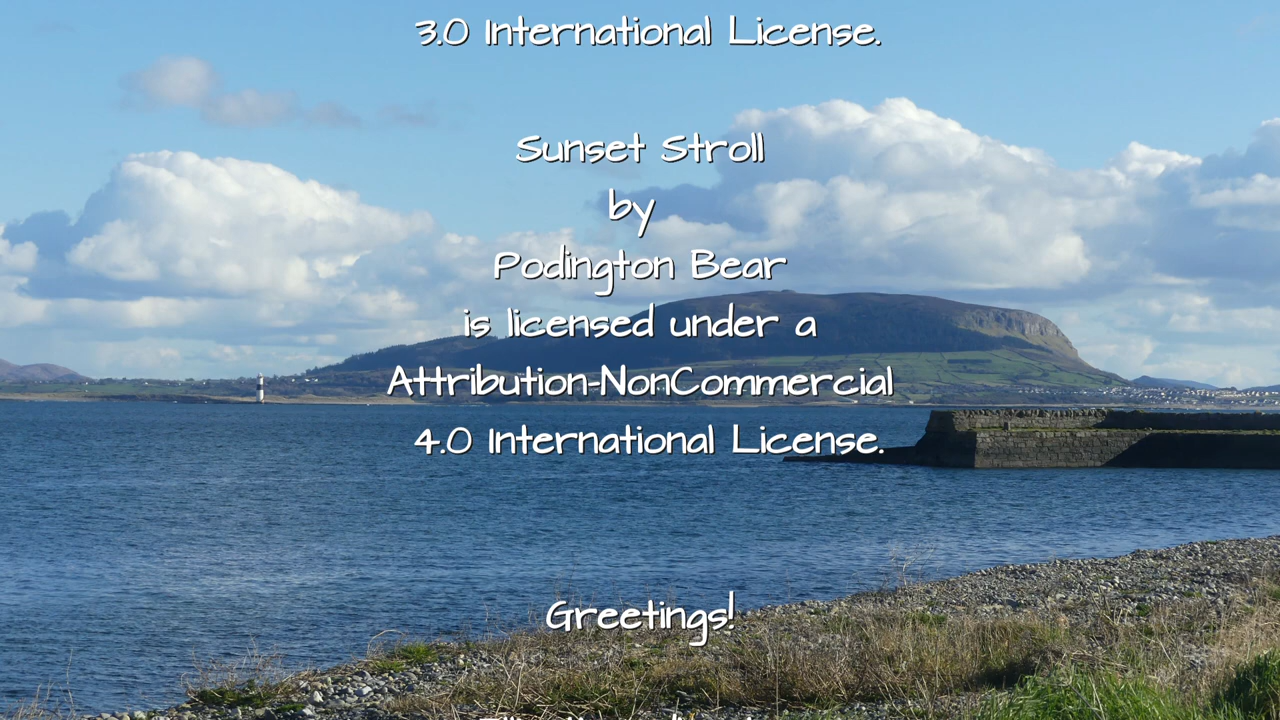 3.0 International License.
Sunset Stroll
by
Podington Bear
is licensed under a
Attribution-NonCommercial
4.0 International License.
Greetings!